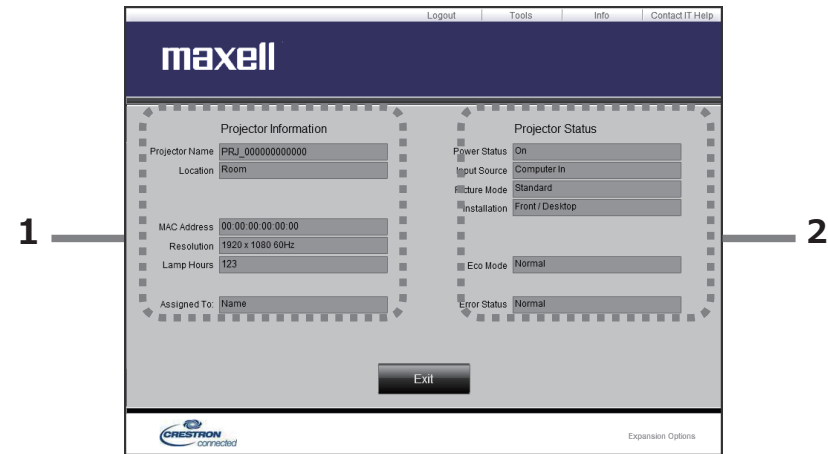 Logout Tools Info Contact IT Help
maxell
Projector Information
Projector Name PRJ_000000000000
Location Room
MAC Address 00:00:00:00:00:00
Resolution 1920 x 1080 60Hz
Lamp Hours 123
Assigned To: Name
1
Projector Status
Power Status On
Input Source Computer In
Picture Mode Standard
Installation Front / Desktop
Eco Mode Normal
Error Status Normal
2
Exit
CRESTRON
connected
Expansion Options